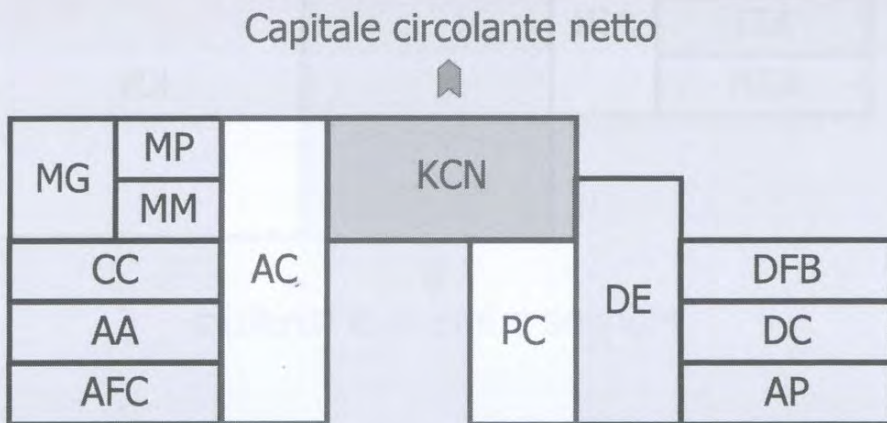 Capitale circolante netto
MG
MP
MM
AC
KCN
CC
AA
AFC
PC
DE
DFB
DC
AP